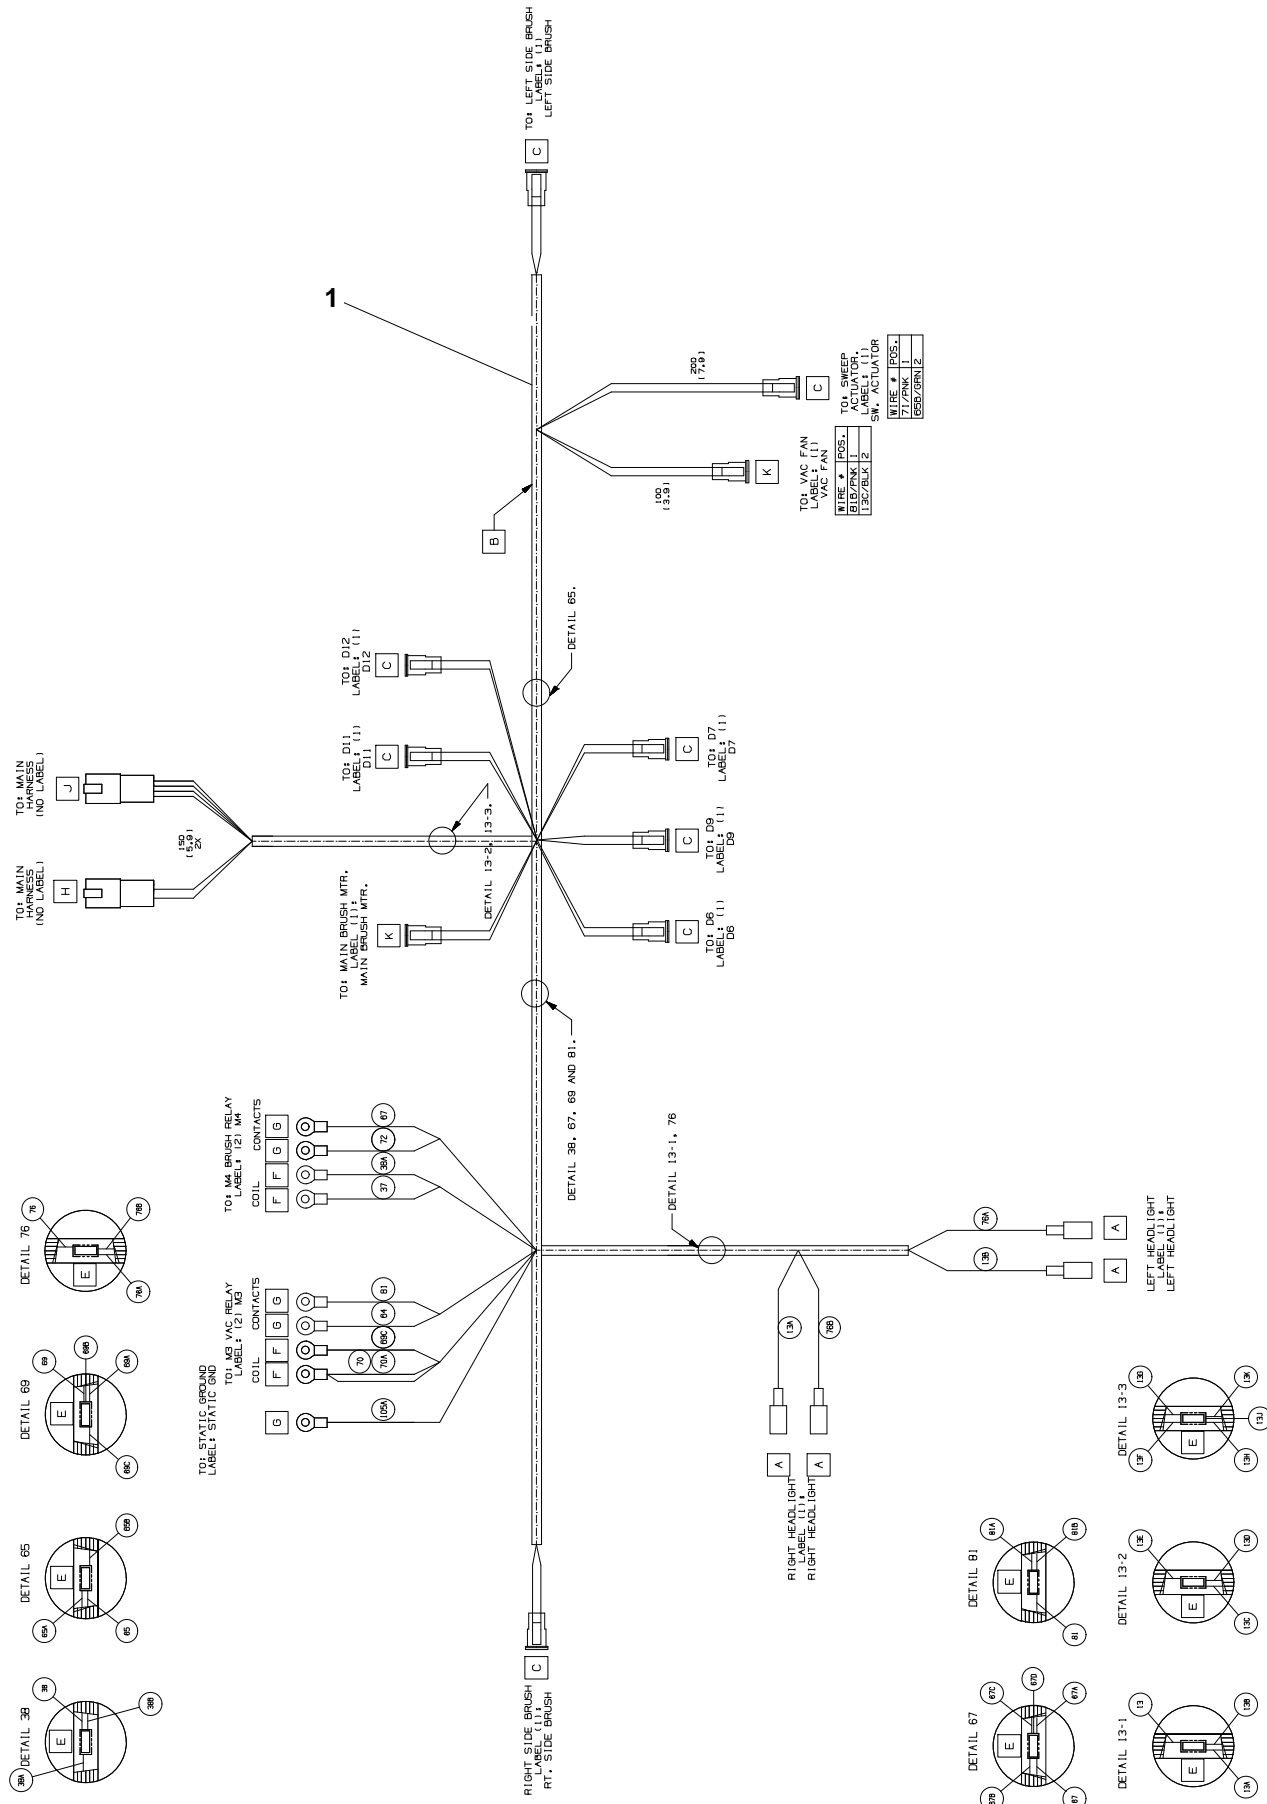 TO: LEFT SIDE BRUSH
LABEL: (1)
LEFT SIDE BRUSH
C
1
200
(7.9)
C
TO: SWEEP
ACTUATOR.
LABEL: (1)
SW. ACTUATOR
WIRE # POS.
71/PNK 1
65B/GRN 2
100
(3.9)
K
TO: VAC FAN
LABEL: (1)
VAC FAN
WIRE # POS.
81B/PNK 1
13C/BLK 2
B
DETAIL 65.
TO: D12
LABEL: (1)
D12
C
TO: D11
LABEL: (1)
D11
C
TO: D7
LABEL: (1)
D7
C
TO: D9
LABEL: (1)
D9
C
TO: D6
LABEL: (1)
D6
C
TO: MAIN
HARNESS
(NO LABEL)
J
TO: MAIN
HARNESS
(NO LABEL)
H
150
(5.9)
2X
DETAIL 13-2, 13-3.
TO: MAIN BRUSH MTR.
LABEL (1):
MAIN BRUSH MTR.
K
DETAIL 38, 67, 69 AND 81.
TO: M4 BRUSH RELAY
LABEL: (2) M4
COIL CONTACTS
F F G G
37
38A
72
67
TO: M3 VAC RELAY
LABEL: (2) M3
COIL CONTACTS
F F G G
70
70A
69C
64
81
TO: STATIC GROUND
LABEL: STATIC GND
G
105A
DETAIL 13-1, 76
76A
13B
A
A
LEFT HEADLIGHT
LABEL (1):
LEFT HEADLIGHT
13A
76B
A
A
RIGHT HEADLIGHT
LABEL (1):
RIGHT HEADLIGHT
C
RIGHT SIDE BRUSH
LABEL (1):
RT. SIDE BRUSH
DETAIL 76
76
E
76A
76B
DETAIL 69
E
69
69B
69A
69C
DETAIL 65
E
65A
65
65B
DETAIL 38
E
38
38A
38B
DETAIL 81
E
81A
81B
81
DETAIL 67
E
67C
67D
67A
67B
67
DETAIL 13-3
13G
13F
E
13K
13J
13H
DETAIL 13-2
13E
E
13D
13C
DETAIL 13-1
13
E
13B
13A